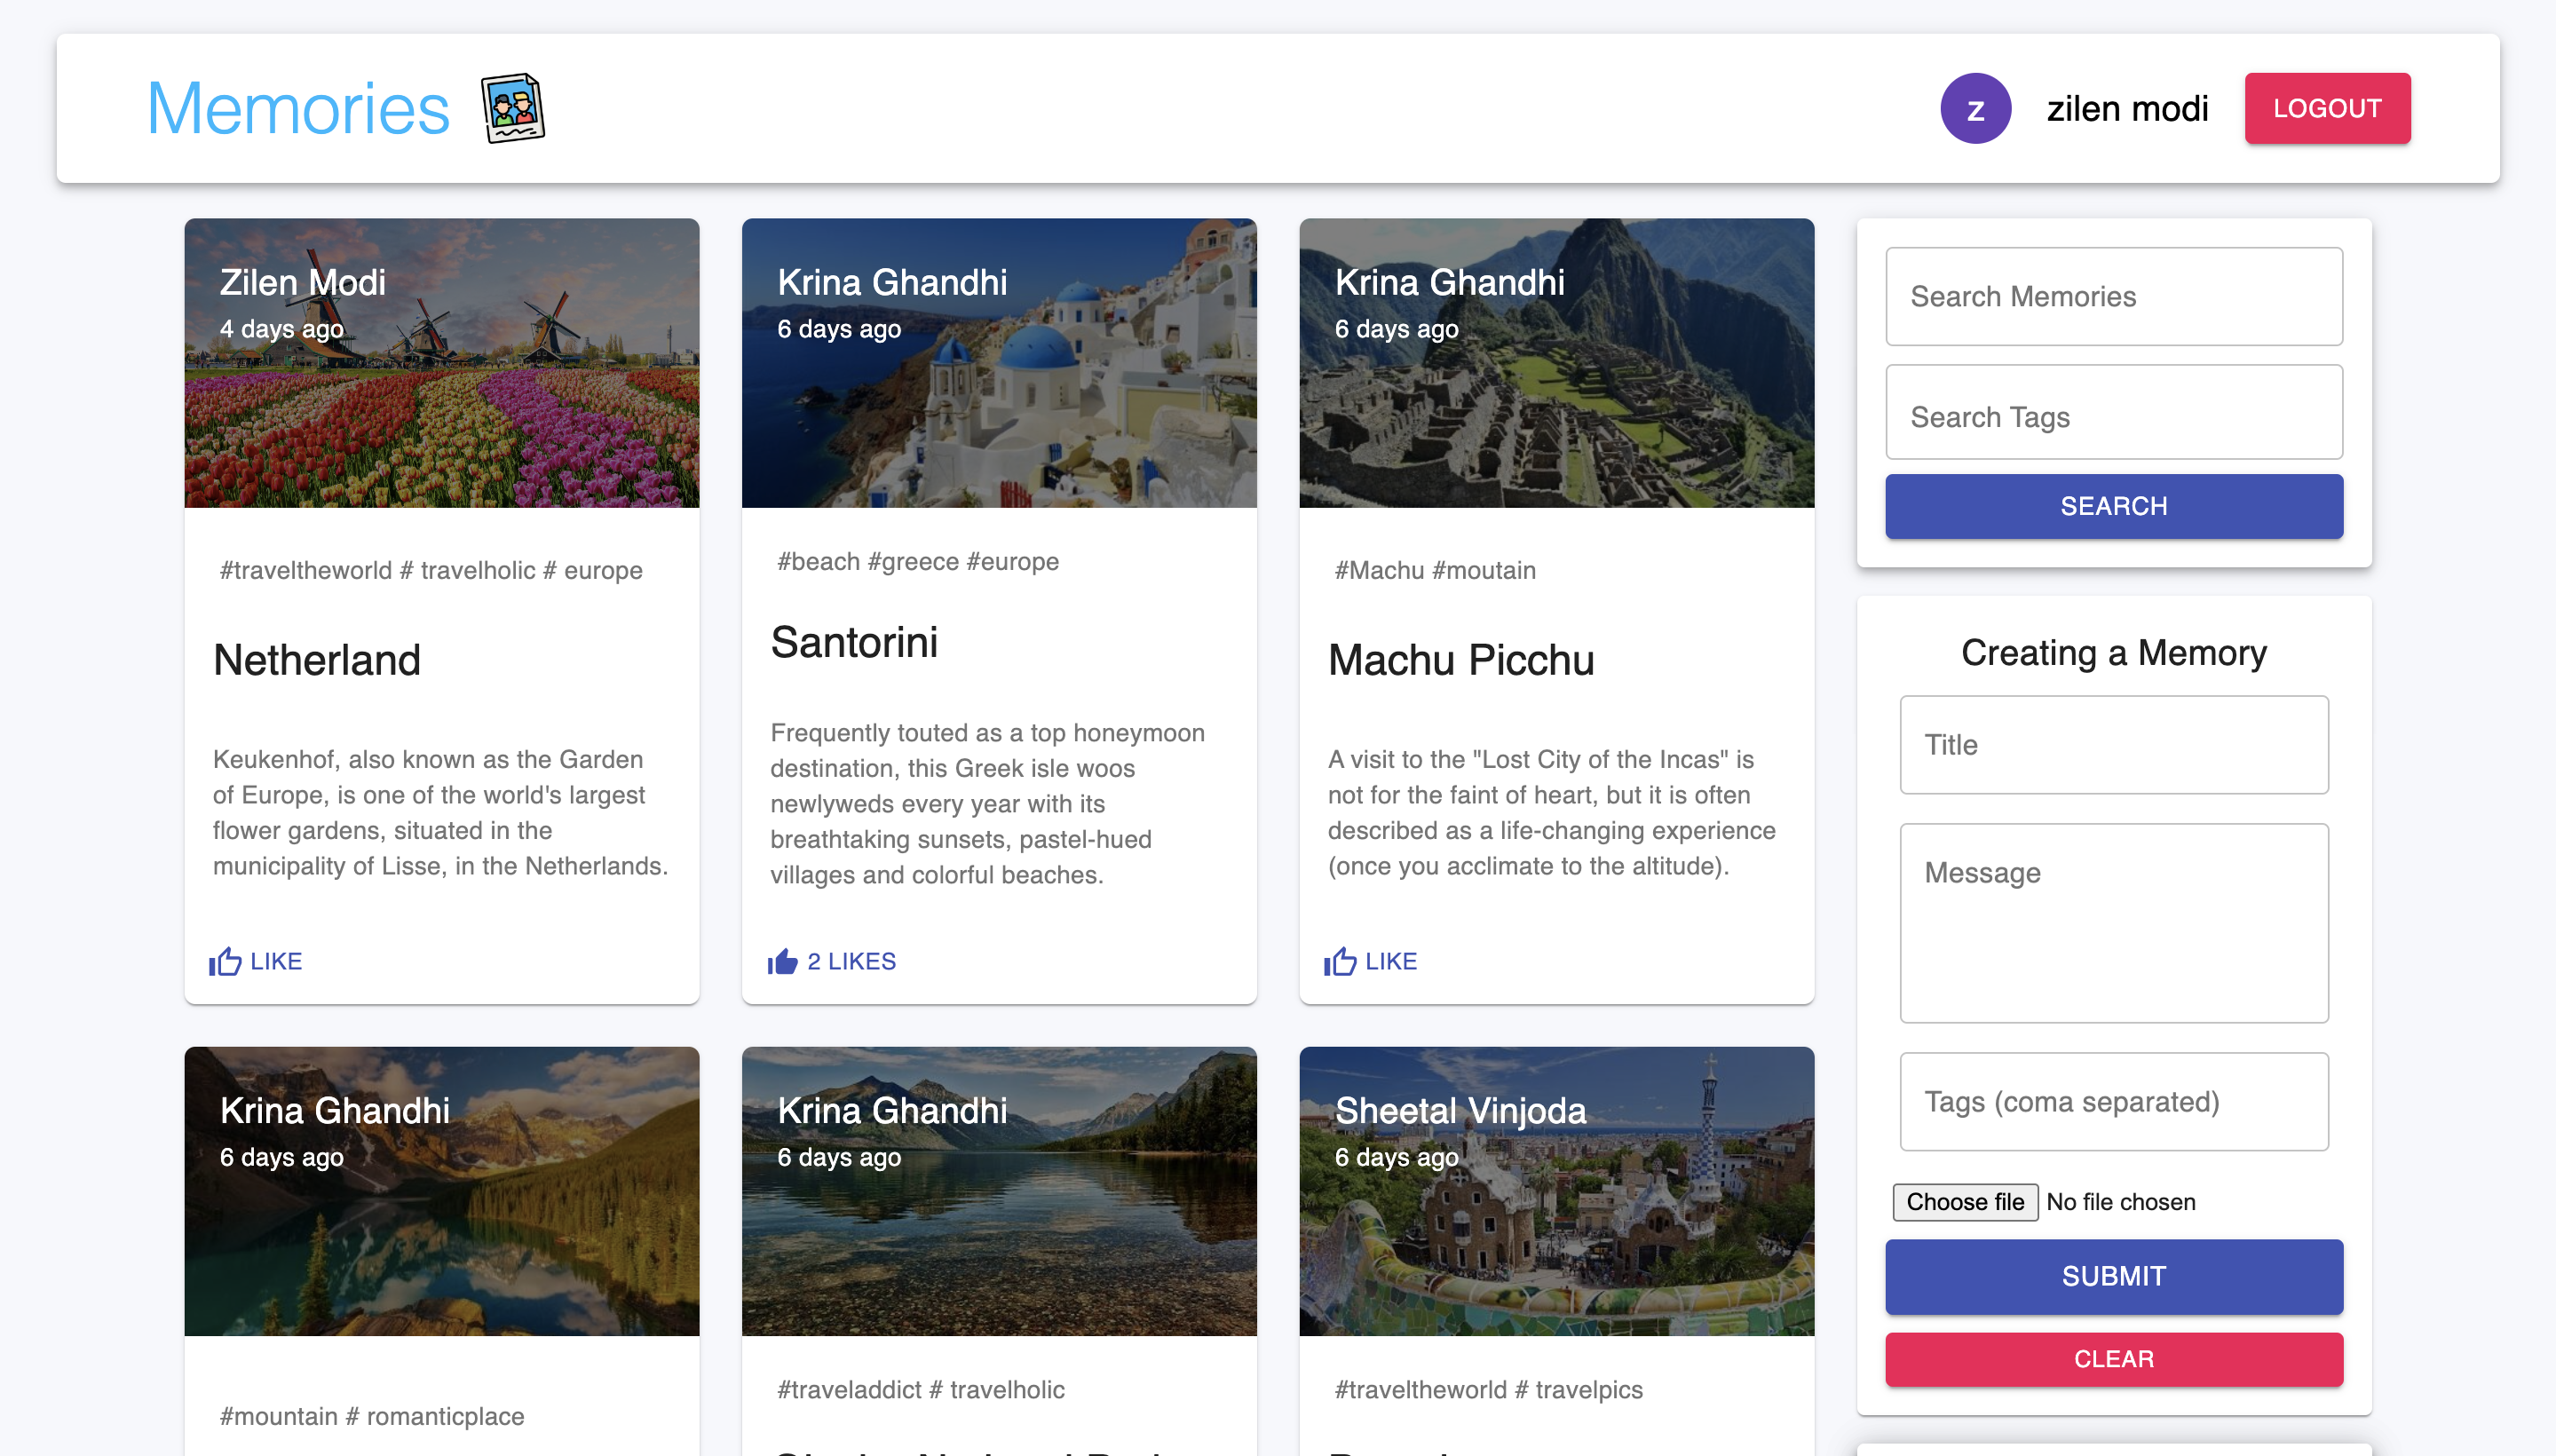 Memories
zilen modi
LOGOUT
z
Zilen Modi
4 days ago
#traveltheworld # travelholic # europe
Netherland
Keukenhof, also known as the Garden
of Europe, is one of the world's largest
flower gardens, situated in the
municipality of Lisse, in the Netherlands.
LIKE
Krina Ghandhi
6 days ago
#beach #greece #europe
Santorini
Frequently touted as a top honeymoon
destination, this Greek isle woos
newlyweds every year with its
breathtaking sunsets, pastel-hued
villages and colorful beaches.
2 LIKES
Krina Ghandhi
6 days ago
#Machu #moutain
Machu Picchu
A visit to the "Lost City of the Incas" is
not for the faint of heart, but it is often
described as a life-changing experience
(once you acclimate to the altitude).
LIKE
Krina Ghandhi
6 days ago
#mountain # romanticplace
Krina Ghandhi
6 days ago
#traveladdict # travelholic
Sheetal Vinjoda
6 days ago
#traveltheworld # travelpics
Search Memories
Search Tags
SEARCH
Creating a Memory
Title
Message
Tags (coma separated)
Choose file No file chosen
SUBMIT
CLEAR